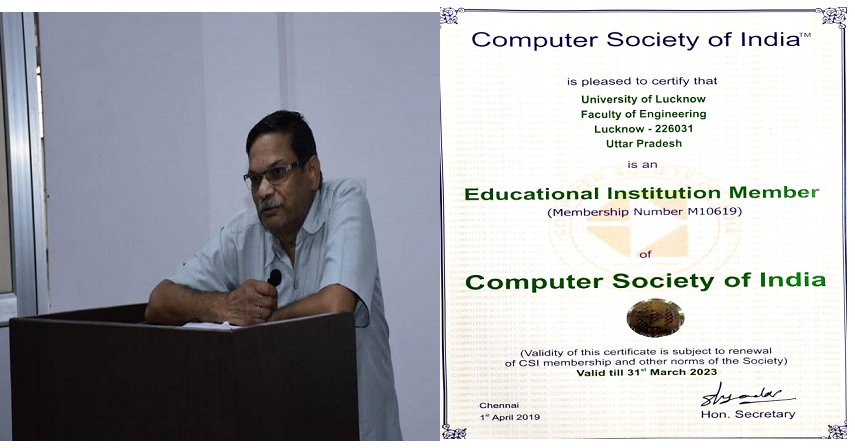 Computer Society of India™
is pleased to certify that
University of Lucknow
Faculty of Engineering
Lucknow - 226031
Uttar Pradesh
is an
Educational Institution Member
(Membership Number M10619)
of
Computer Society of India
(Validity of this certificate is subject to renewal
of CSI membership and other norms of the Society)
Valid till 31st March 2023
Chennai
1st April 2019
Hon. Secretary